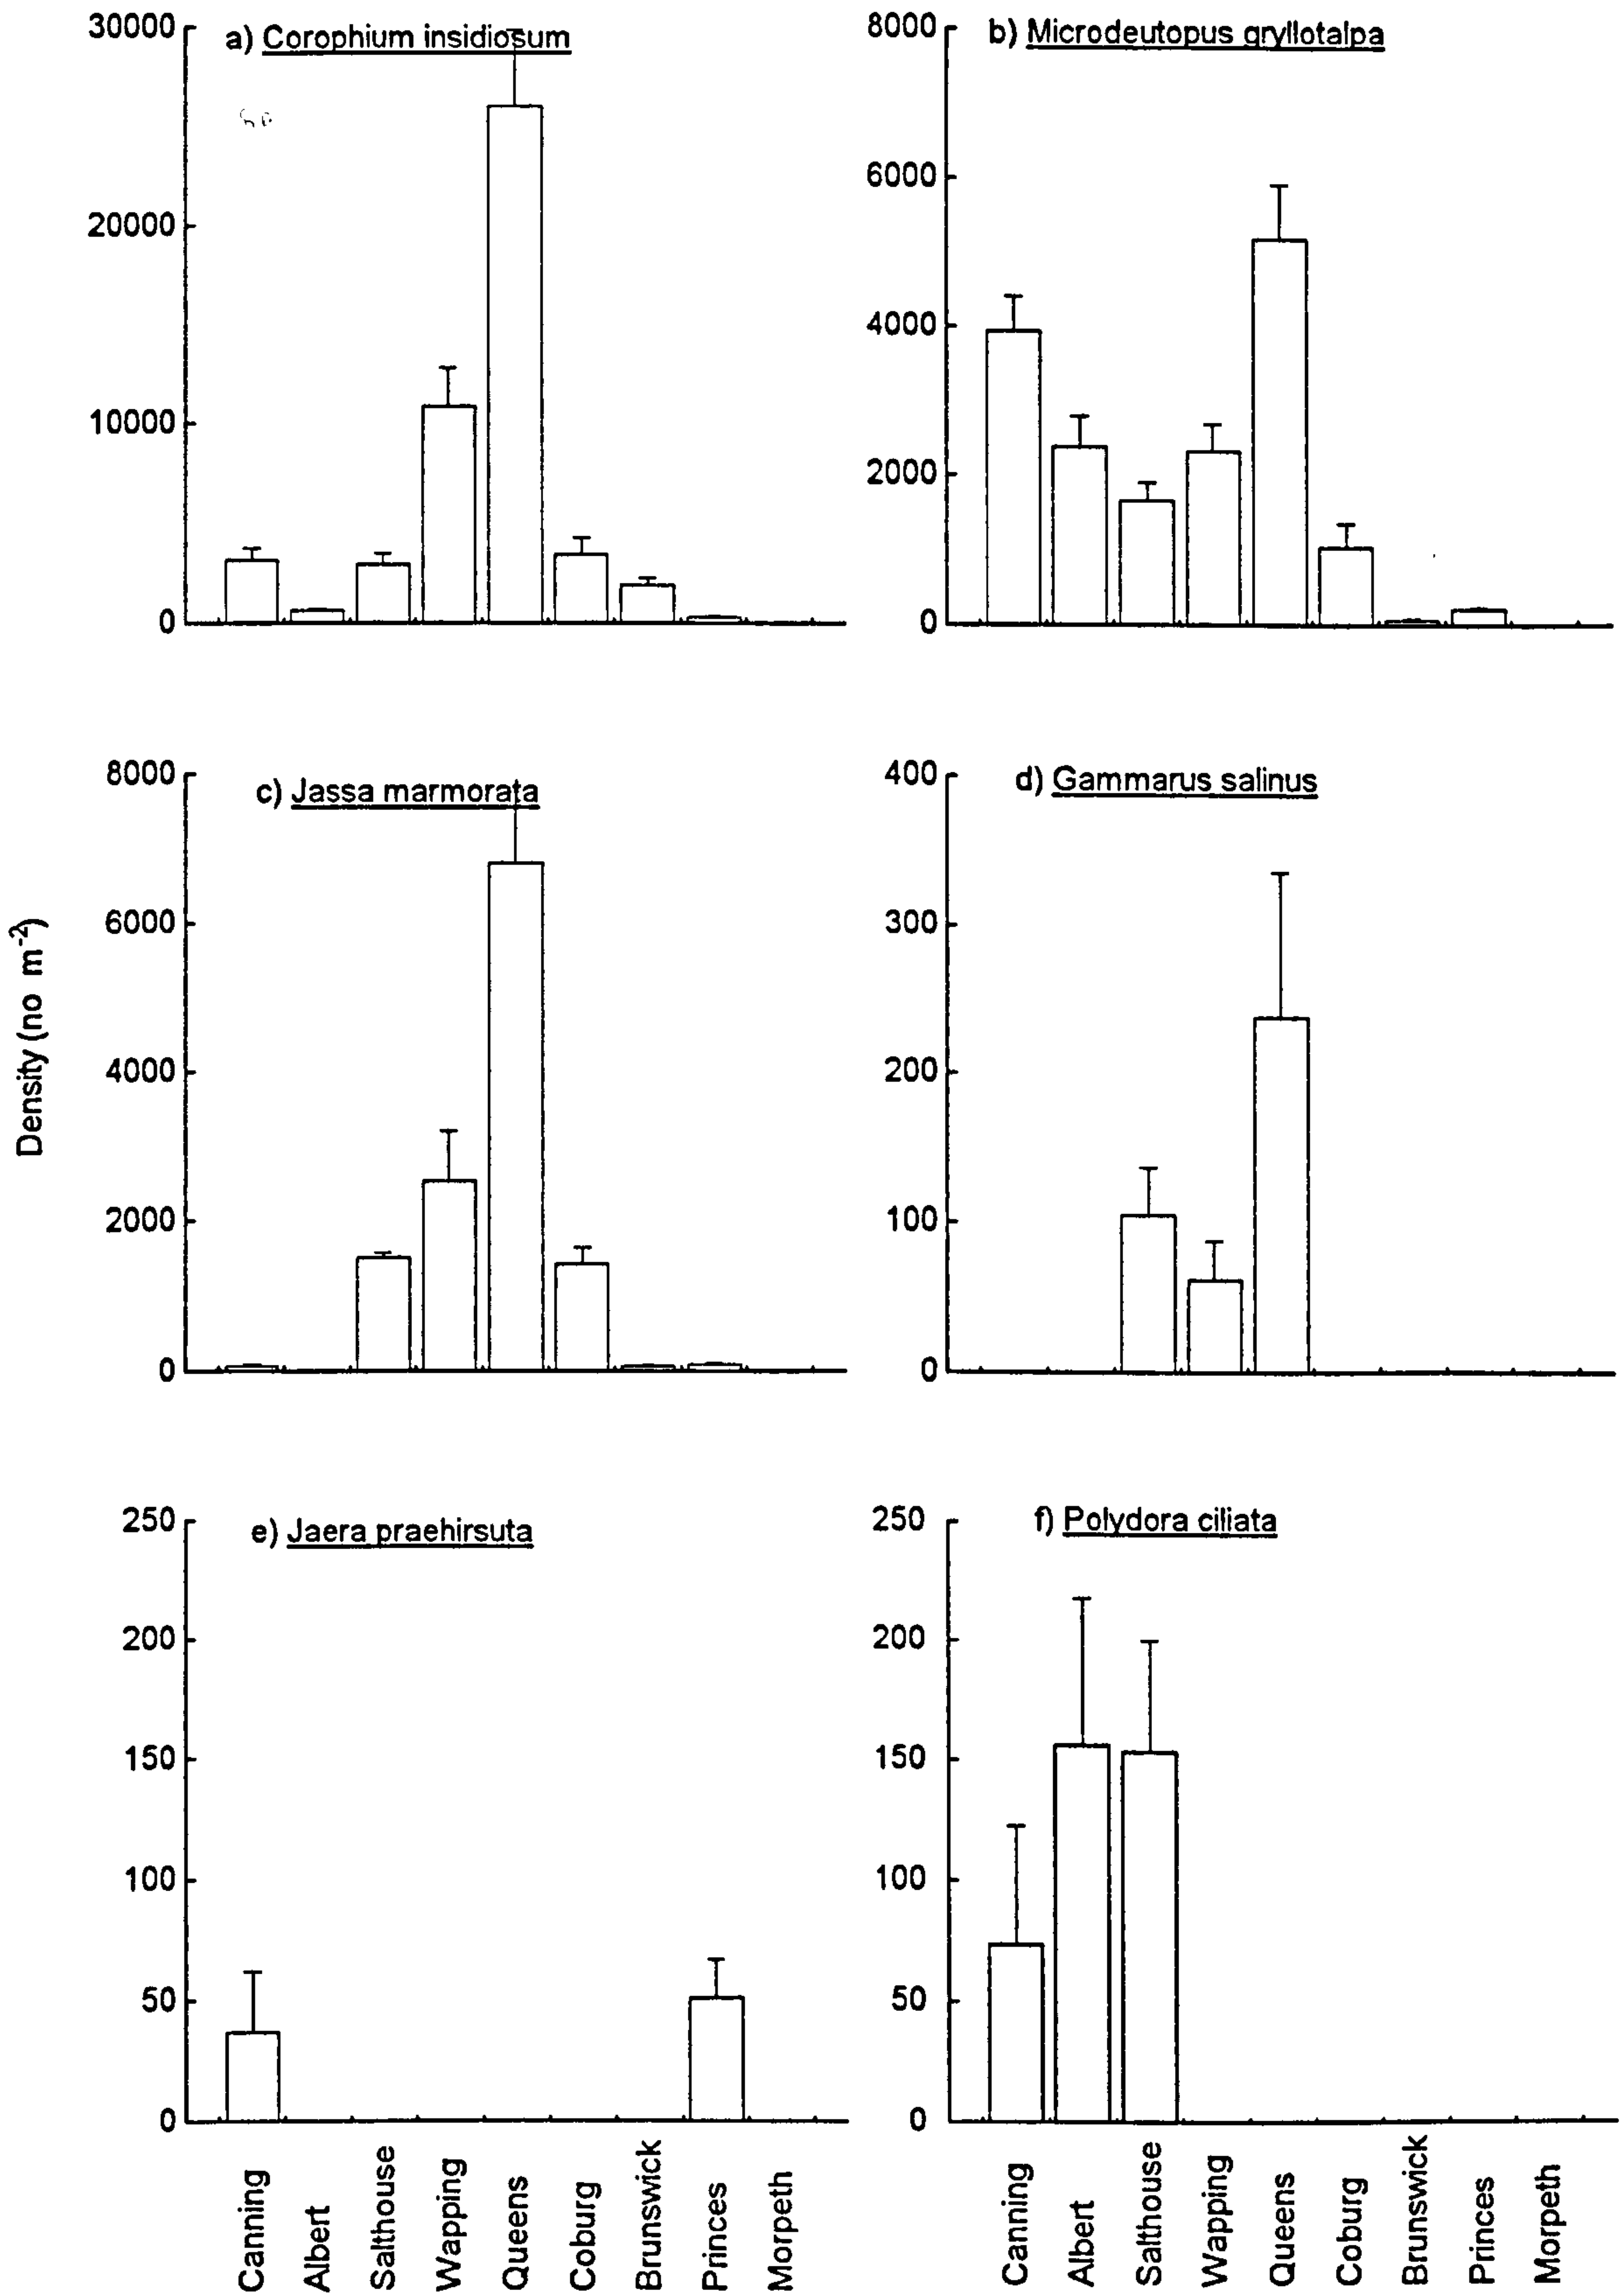 a) Corophium insidiosum
30000
20000
10000
0
b) Microdeutopus gryllotalpa
8000
6000
4000
2000
0
Density (no m-2)
c) Jassa marmorata
8000
6000
4000
2000
0
d) Gammarus salinus
400
300
200
100
0
e) Jaera praehirsuta
250
200
150
100
50
0
Canning
Albert
Salthouse
Wapping
Queens
Coburg
Brunswick
Princes
Morpeth
f) Polydora ciliata
250
200
150
100
50
0
Canning
Albert
Salthouse
Wapping
Queens
Coburg
Brunswick
Princes
Morpeth